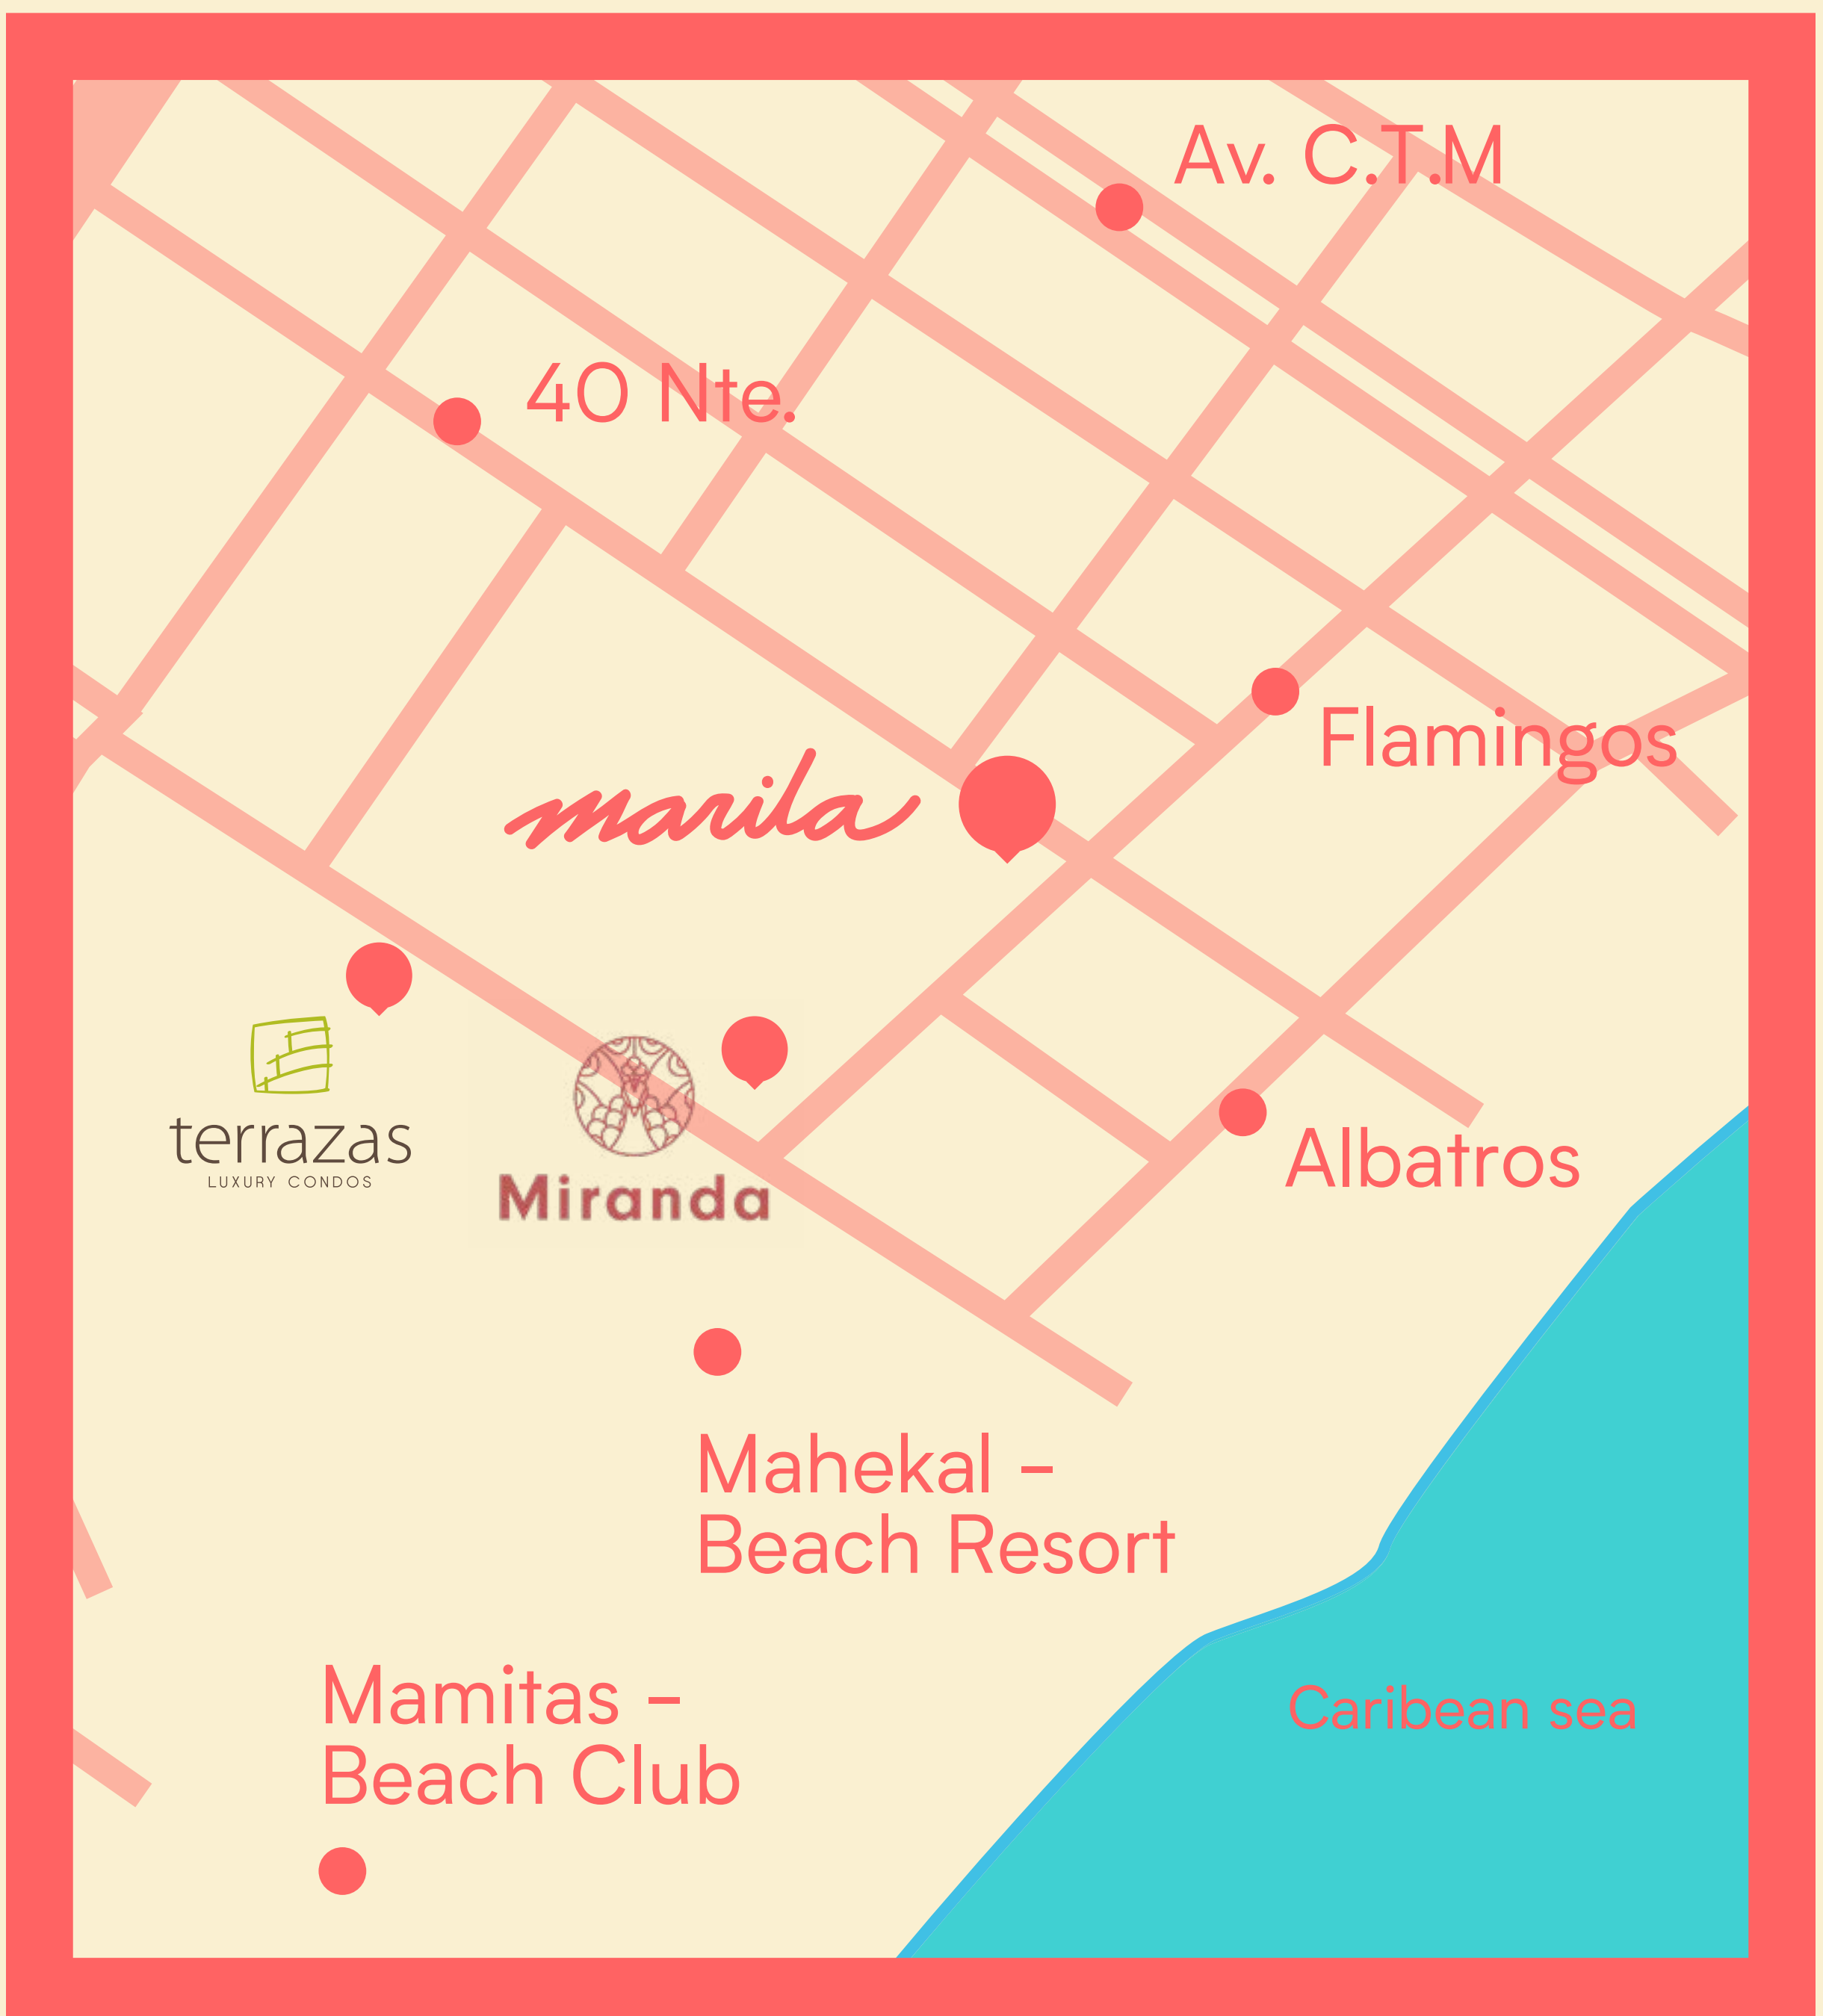 Av. C.T.M
40 Nte.
Flamingos
marila
terrazas
LUXURY CONDOS
Miranda
Albatros
Mahekal -
Beach Resort
Mamitas -
Beach Club
Caribean sea